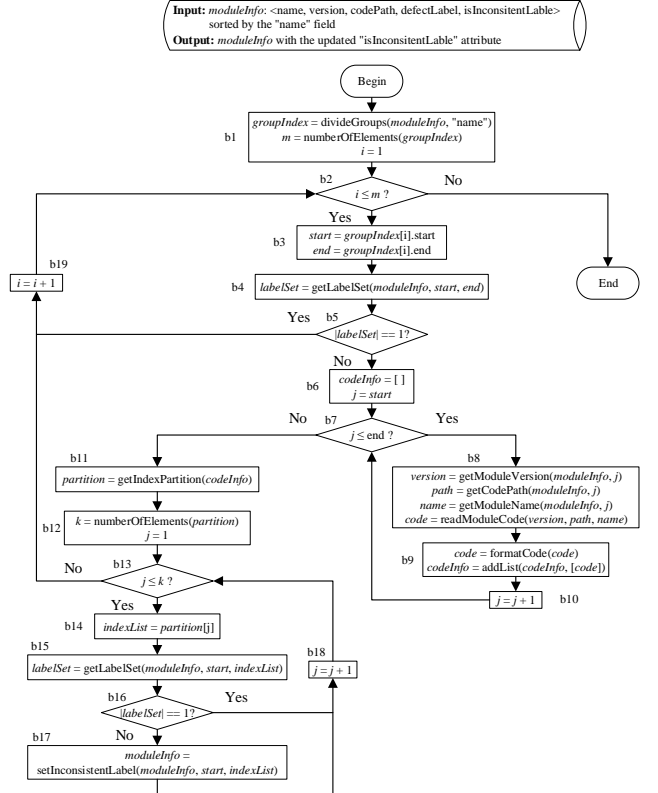 Input: moduleInfo: <name, version, codePath, defectLabel, isInconsitentLable>
sorted by the "name" field
Output: moduleInfo with the updated "isInconsitentLable" attribute
Begin
b1
groupIndex = divideGroups(moduleInfo, "name")
m = numberOfElements(groupIndex)
i = 1
b2
i ≤ m ?
No
Yes
b3
start = groupIndex[i].start
end = groupIndex[i].end
b19
i = i + 1
End
b4
labelSet = getLabelSet(moduleInfo, start, end)
b5
Yes
|labelSet| == 1?
No
b6
codeInfo = [ ]
j = start
b7
No
Yes
j ≤ end ?
b11
partition = getIndexPartition(codeInfo)
b8
version = getModuleVersion(moduleInfo, j)
path = getCodePath(moduleInfo, j)
name = getModuleName(moduleInfo, j)
code = readModuleCode(version, path, name)
b12
k = numberOfElements(partition)
j = 1
b9
code = formatCode(code)
codeInfo = addList(codeInfo, [code])
b13
No
j ≤ k ?
Yes
j = j + 1
b10
b14
indexList = partition[j]
b15
labelSet = getLabelSet(moduleInfo, start, indexList)
b18
j = j + 1
b16
|labelSet| == 1?
Yes
No
b17
moduleInfo =
setInconsistentLabel(moduleInfo, start, indexList)